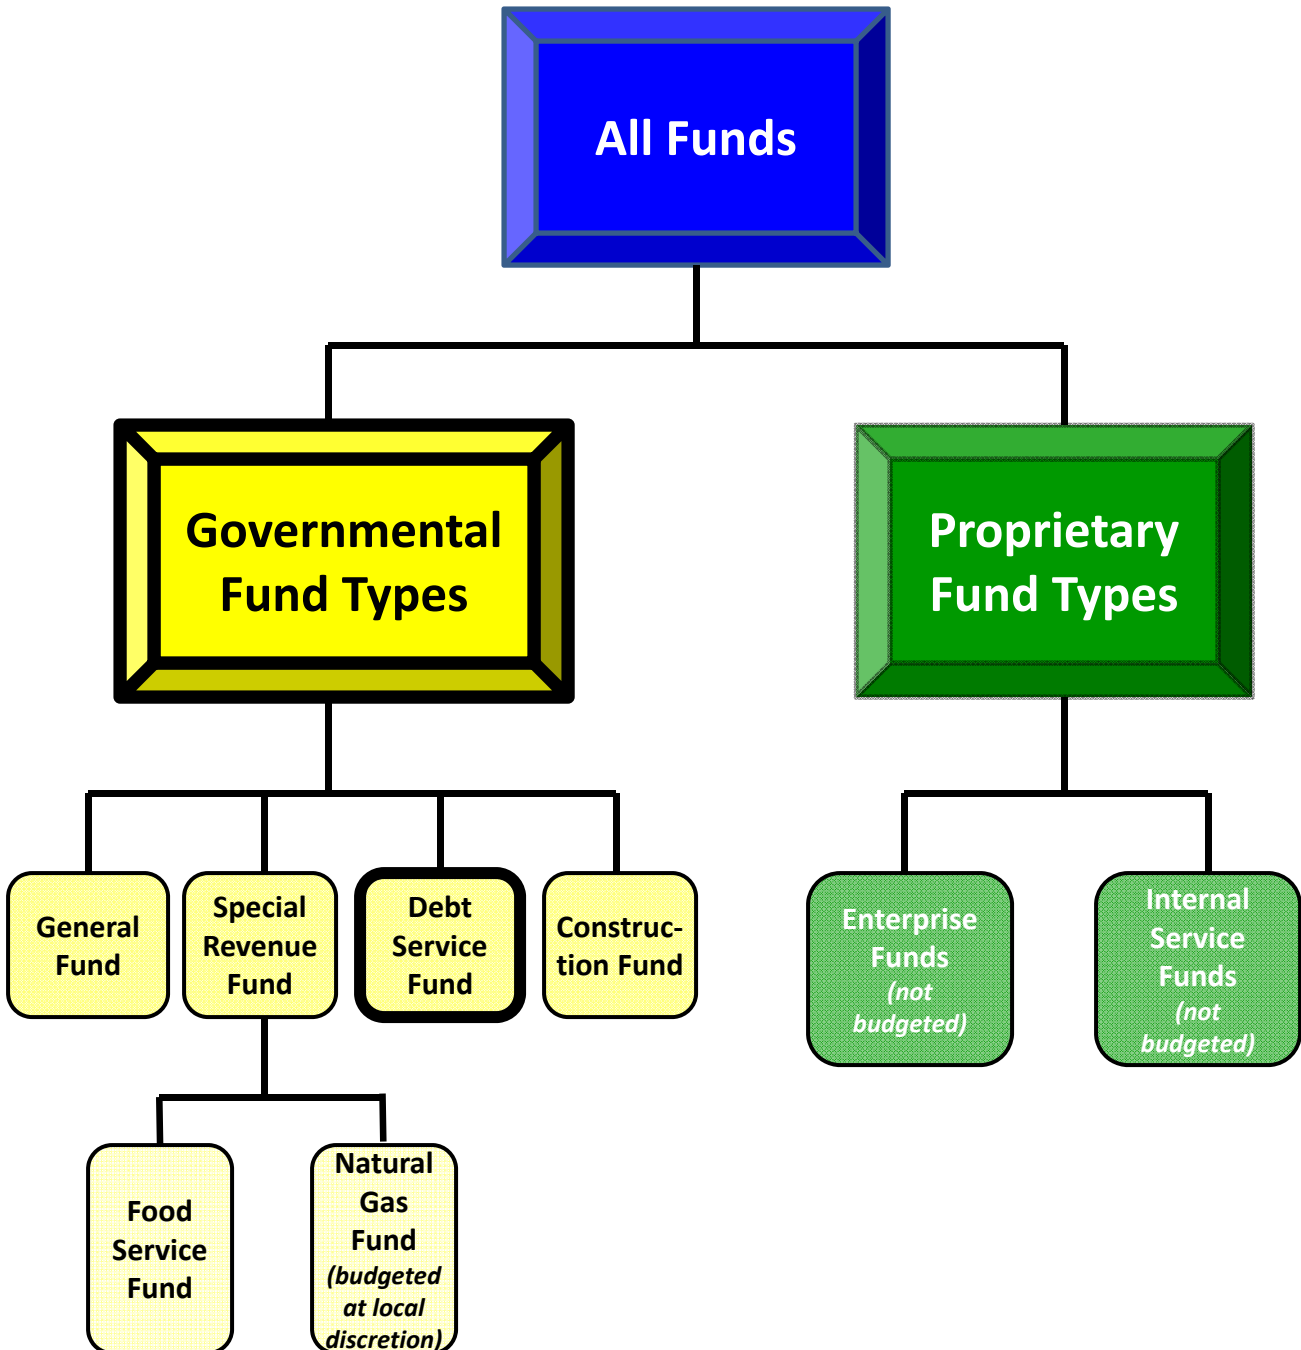 All Funds
Governmental
Fund Types
Proprietary
Fund Types
General
Fund
Special
Revenue
Fund
Debt
Service
Fund
Construc-
tion Fund
Enterprise
Funds
(not
budgeted)
Internal
Service
Funds
(not
budgeted)
Food
Service
Fund
Natural
Gas
Fund
(budgeted
at local
discretion)